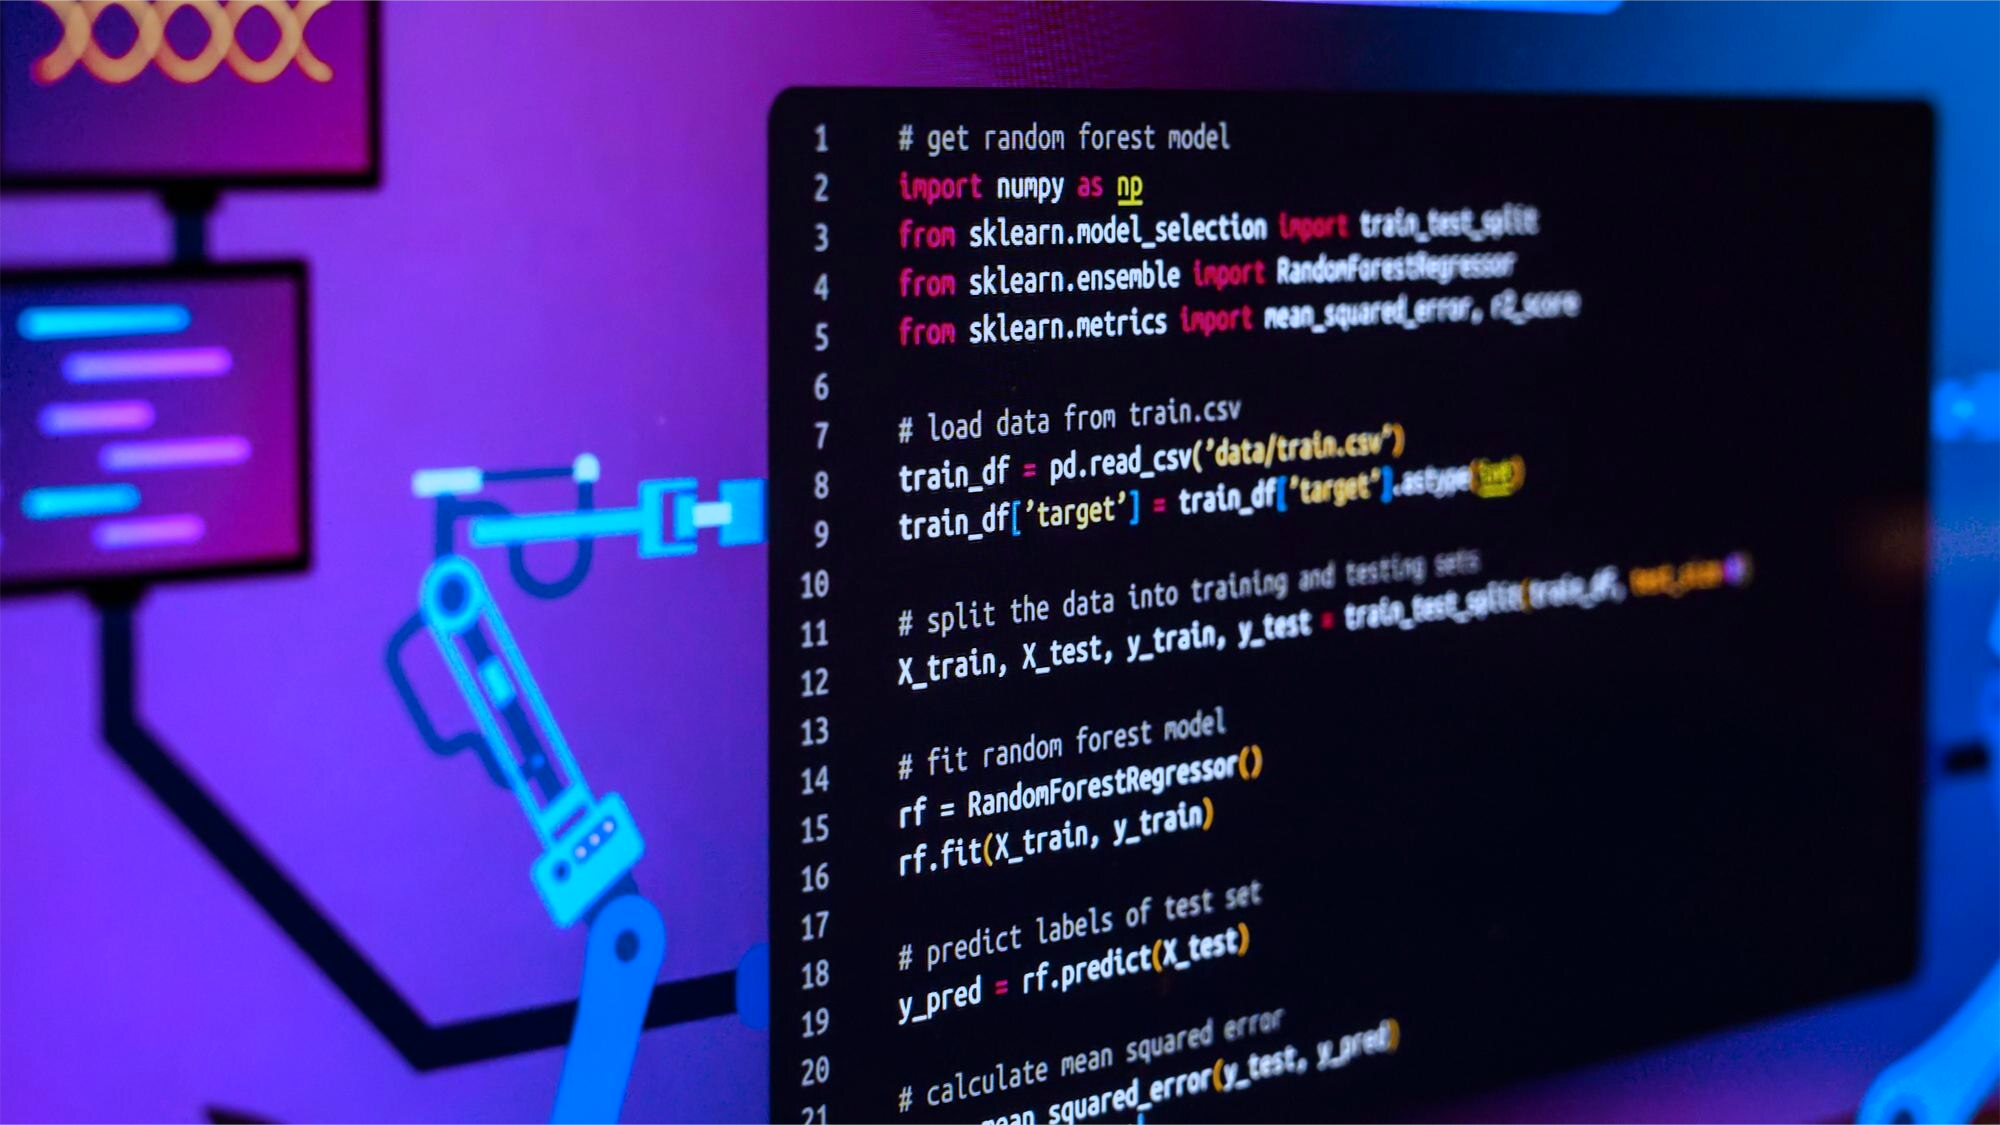 1 # get random forest model
2 import numpy as np
3 from sklearn.model_selection import train_test_split
4 from sklearn.ensemble import RandomForestRegressor
5 from sklearn.metrics import mean_squared_error, r2_score
6
7 # load data from train.csv
8 train_df = pd.read_csv('data/train.csv')
9 train_df['target'] = train_df['target'].astype(
10
11 # split the data into training and testing sets
12 X_train, X_test, y_train, y_test = train_test_split(train_df, test_size
13
14 # fit random forest model
15 rf = RandomForestRegressor()
16 rf.fit(X_train, y_train)
17
18 # predict labels of test set
19 y_pred = rf.predict(X_test)
20
21 # calculate mean squared error
mean_squared_error(y_test, y_pred)